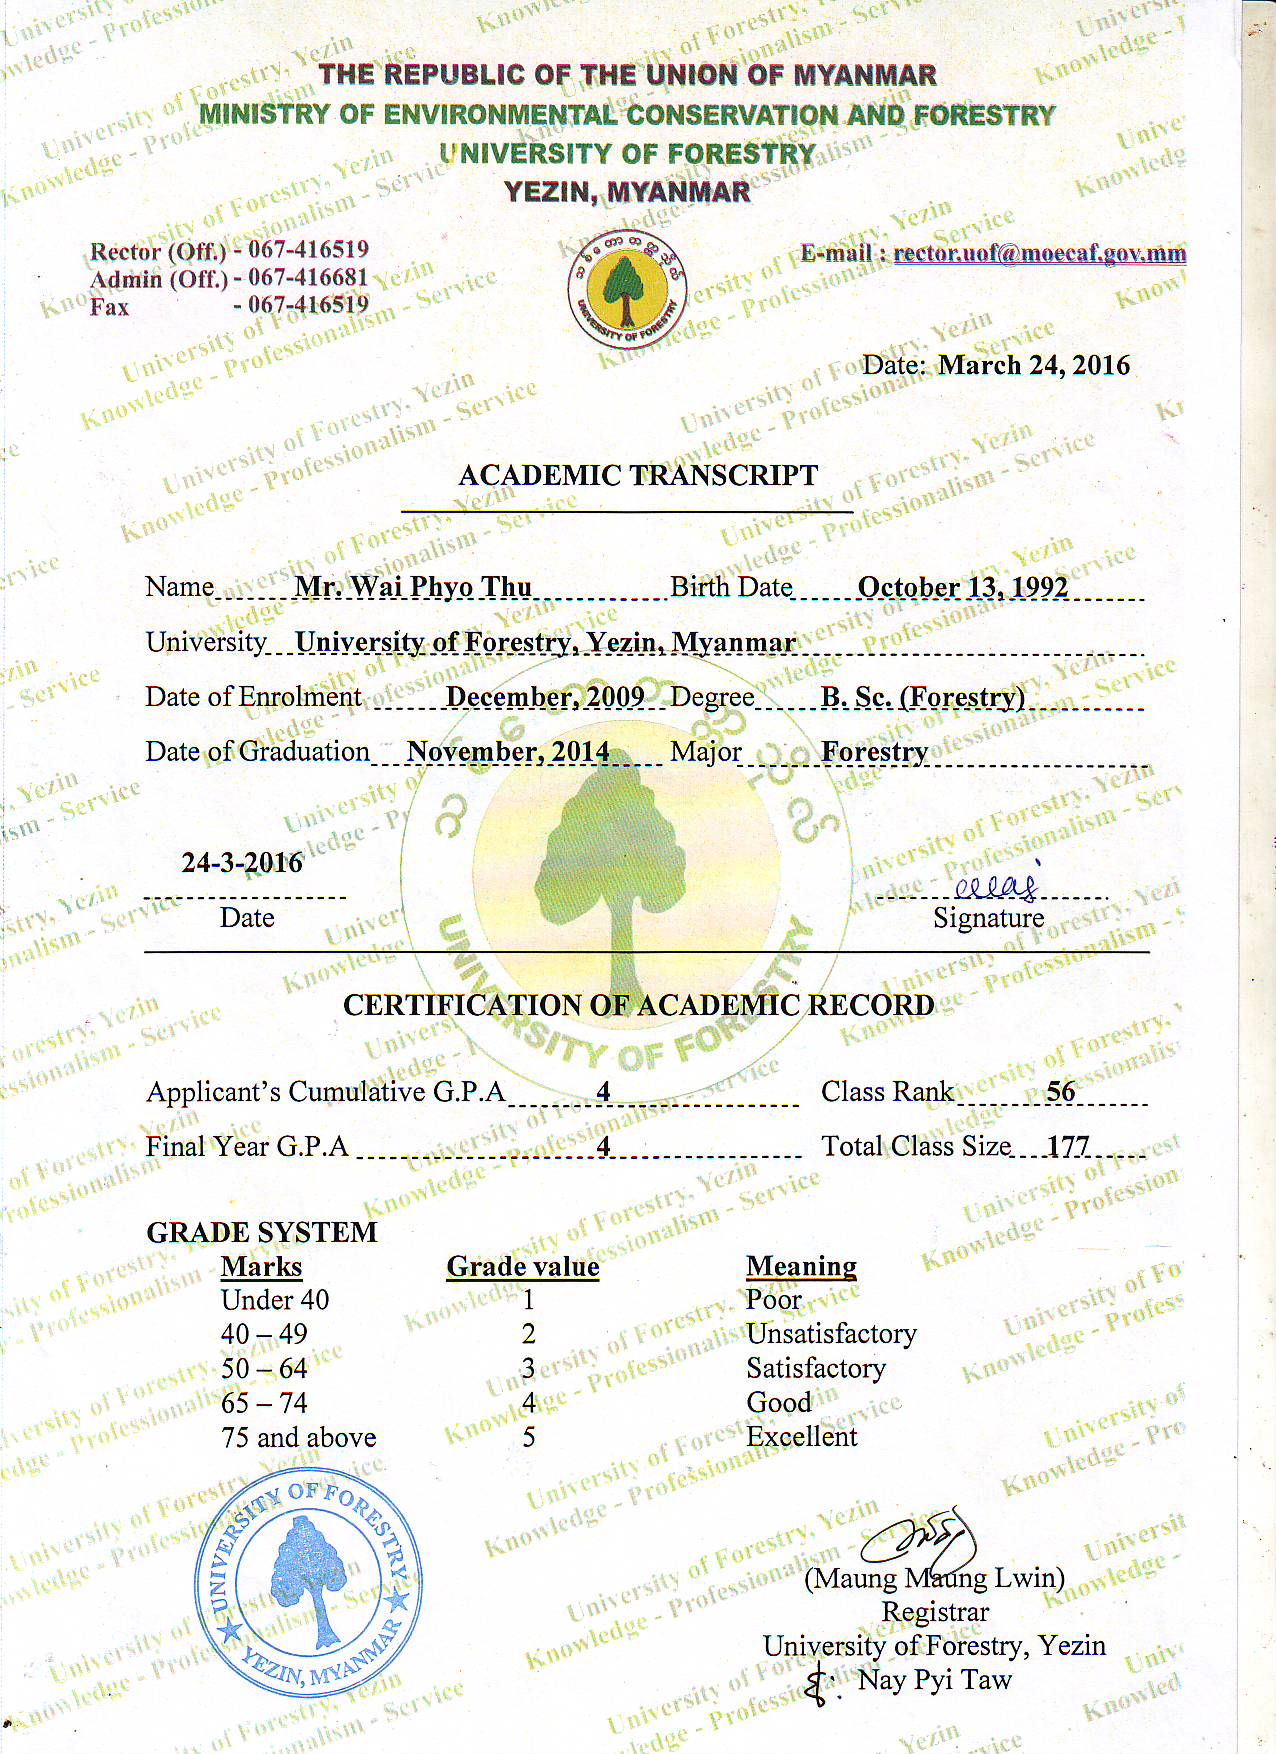 THE REPUBLIC OF THE UNION OF MYANMAR
MINISTRY OF ENVIRONMENTAL CONSERVATION AND FORESTRY
UNIVERSITY OF FORESTRY
YEZIN, MYANMAR
Rector (Off.) - 067-416519
Admin (Off.) - 067-416681
Fax - 067-416519
UNIVERSITY OF FORESTRY
E-mail : rector.uof@moecaf.gov.mm
Date: March 24, 2016
ACADEMIC TRANSCRIPT
Name Mr. Wai Phyo Thu Birth Date October 13, 1992
University University of Forestry, Yezin, Myanmar
Date of Enrolment December, 2009 Degree B. Sc. (Forestry)
Date of Graduation November, 2014 Major Forestry
24-3-2016
Date Signature
UNIVERSITY OF FORESTRY
CERTIFICATION OF ACADEMIC RECORD
Applicant's Cumulative G.P.A 4 Class Rank 56
Final Year G.P.A 4 Total Class Size 177
GRADE SYSTEM
Marks Grade value Meaning
Under 40 1 Poor
40 – 49 2 Unsatisfactory
50 – 64 3 Satisfactory
65 – 74 4 Good
75 and above 5 Excellent
UNIVERSITY OF FORESTRY
YEZIN, MYANMAR
(Maung Maung Lwin)
Registrar
University of Forestry, Yezin
Nay Pyi Taw
University of Forestry, Yezin
Knowledge - Professionalism - Service